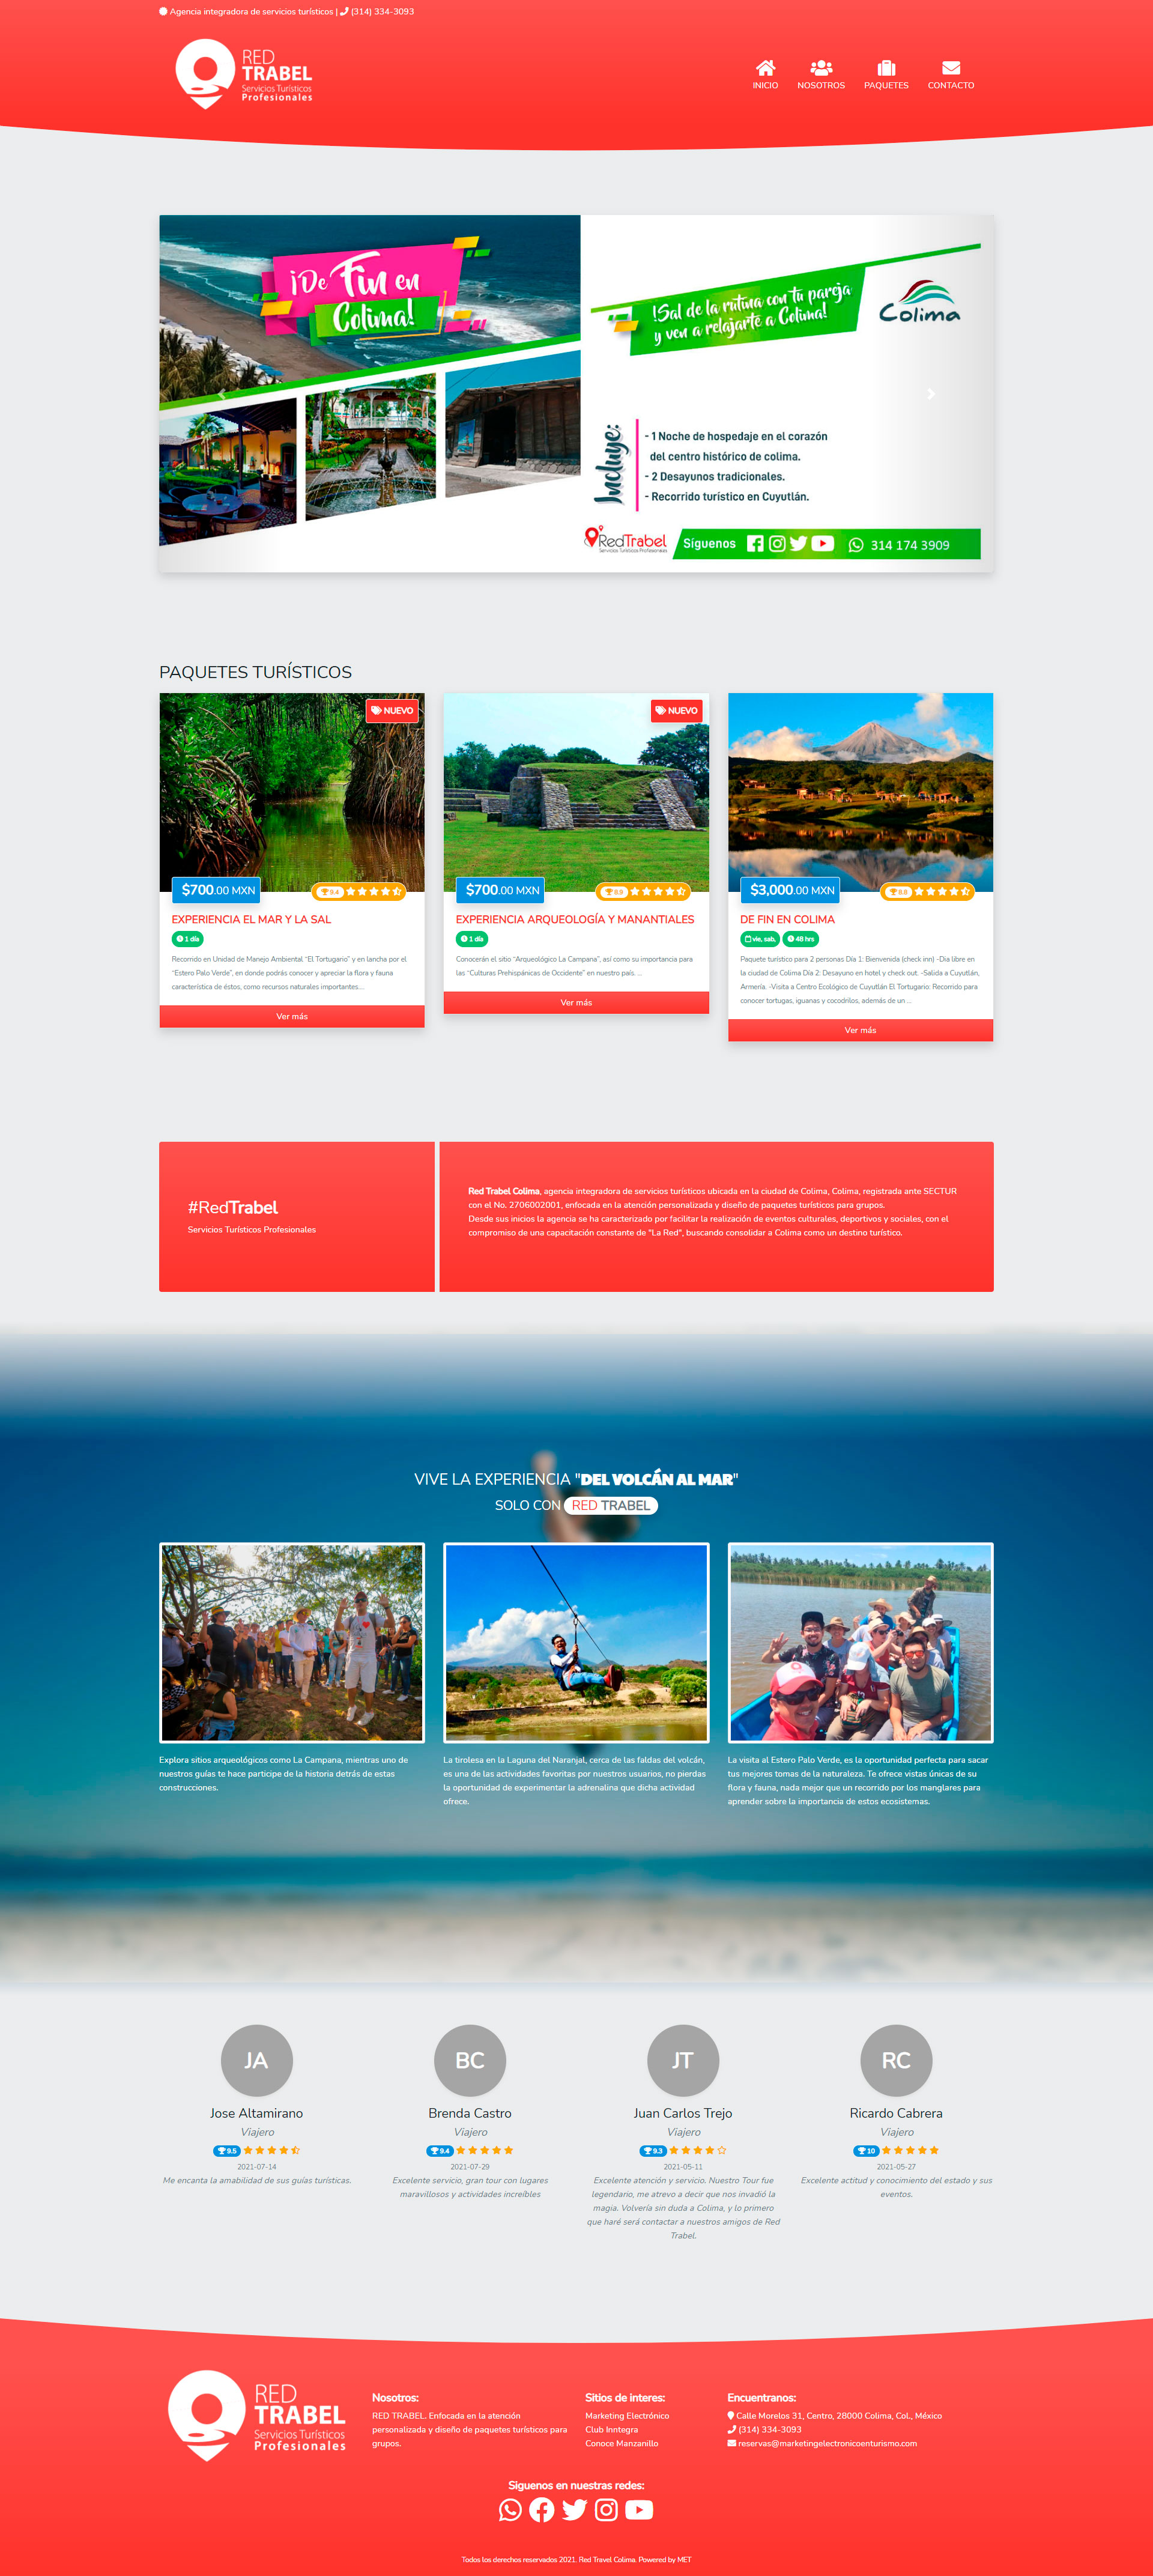 Agencia integradora de servicios turísticos | (314) 334-3093
RED
TRABEL
Servicios Turísticos
Profesionales
INICIO
NOSOTROS
PAQUETES
CONTACTO
¡De Fin en
Colima!
!Sal de la rutina con tu pareja
y ven a relajarte a Colima!
Colima
Incluye:
- 1 Noche de hospedaje en el corazón
del centro histórico de colima.
- 2 Desayunos tradicionales.
- Recorrido turístico en Cuyutlán.
RedTrabel
Servicios Turísticos Profesionales
Síguenos
314 174 3909
PAQUETES TURÍSTICOS
NUEVO
$700.00 MXN
9.4
EXPERIENCIA EL MAR Y LA SAL
1 día
Recorrido en Unidad de Manejo Ambiental "El Tortugario" y en lancha por el
"Estero Palo Verde", en donde podrás conocer y apreciar la flora y fauna
característica de éstos, como recursos naturales importantes....
Ver más
NUEVO
$700.00 MXN
EXPERIENCIA ARQUEOLOGÍA Y MANANTIALES
1 día
Conocerán el sitio "Arqueológico La Campana", así como su importancia para
las "Culturas Prehispánicas de Occidente" en nuestro país. ...
Ver más
$3,000.00 MXN
DE FIN EN COLIMA
vie, sab,
48 hrs
Paquete turístico para 2 personas Día 1: Bienvenida (check inn) -Dia libre en
la ciudad de Colima Día 2: Desayuno en hotel y check out. -Salida a Cuyutlán,
Armería. -Visita a Centro Ecológico de Cuyutlán El Tortugario: Recorrido para
conocer tortugas, iguanas y cocodrilos, además de un ...
Ver más
#RedTrabel
Servicios Turísticos Profesionales
Red Trabel Colima, agencia integradora de servicios turísticos ubicada en la ciudad de Colima, Colima, registrada ante SECTUR
con el No. 2706002001, enfocada en la atención personalizada y diseño de paquetes turísticos para grupos.
Desde sus inicios la agencia se ha caracterizado por facilitar la realización de eventos culturales, deportivos y sociales, con el
compromiso de una capacitación constante de "La Red", buscando consolidar a Colima como un destino turístico.
VIVE LA EXPERIENCIA "DEL VOLCÁN AL MAR"
SOLO CON RED TRABEL
Explora sitios arqueológicos como La Campana, mientras uno de
nuestros guías te hace participe de la historia detrás de estas
construcciones.
La tirolesa en la Laguna del Naranjal, cerca de las faldas del volcán,
es una de las actividades favoritas por nuestros usuarios, no pierdas
la oportunidad de experimentar la adrenalina que dicha actividad
ofrece.
La visita al Estero Palo Verde, es la oportunidad perfecta para sacar
tus mejores tomas de la naturaleza. Te ofrece vistas únicas de su
flora y fauna, nada mejor que un recorrido por los manglares para
aprender sobre la importancia de estos ecosistemas.
JA
Jose Altamirano
Viajero
9.5
2021-07-14
Me encanta la amabilidad de sus guías turísticas.
BC
Brenda Castro
Viajero
9.4
2021-07-29
Excelente servicio, gran tour con lugares
maravillosos y actividades increíbles
JT
Juan Carlos Trejo
Viajero
9.3
2021-05-11
Excelente atención y servicio. Nuestro Tour fue
legendario, me atrevo a decir que nos invadió la
magia. Volvería sin duda a Colima, y lo primero
que haré será contactar a nuestros amigos de Red
Trabel.
RC
Ricardo Cabrera
Viajero
10
2021-05-27
Excelente actitud y conocimiento del estado y sus
eventos.
RED
TRABEL
Servicios Turísticos
Profesionales
Nosotros:
RED TRABEL. Enfocada en la atención
personalizada y diseño de paquetes turísticos para
grupos.
Sitios de interes:
Marketing Electrónico
Club Inntegra
Conoce Manzanillo
Encuentranos:
Calle Morelos 31, Centro, 28000 Colima, Col., México
(314) 334-3093
reservas@marketingelectronicoenturismo.com
Siguenos en nuestras redes:
Todos los derechos reservados 2021. Red Travel Colima. Powered by MET